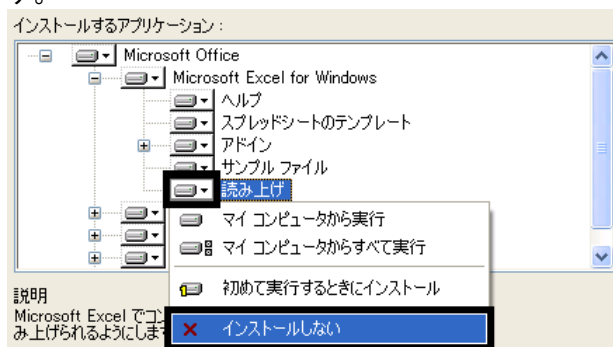 す。
インストールするアプリケーション :
Microsoft Office
Microsoft Excel for Windows
ヘルプ
スプレッドシートのテンプレート
アドイン
サンプル ファイル
読み上げ
マイ コンピュータから実行
マイ コンピュータからすべて実行
初めて実行するときにインストール
インストールしない
説明
Microsoft Excel でコン
み上げられるようにしま